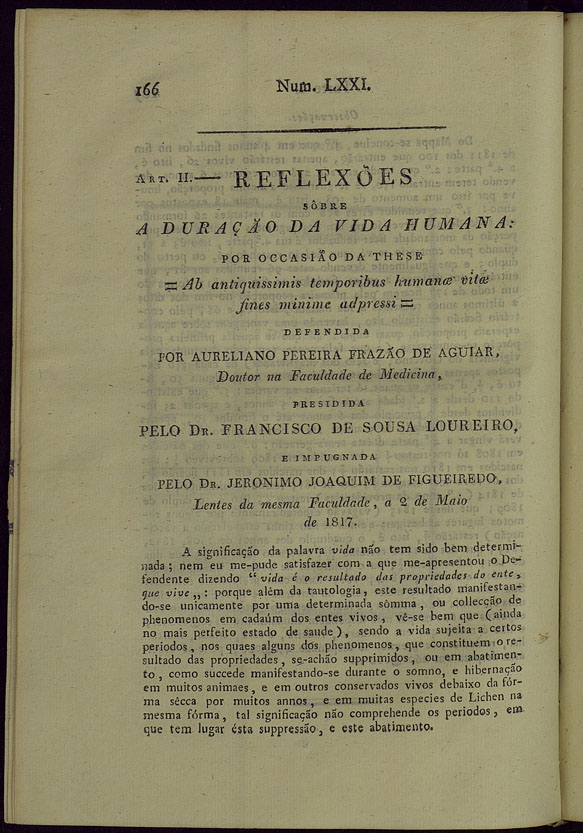 166 Num. LXXI.
ART. II.— REFLEXÕES
SÔBRE
A DURAÇÃO DA VIDA HUMANA:
POR OCCASIÃO DA THESE
= Ab antiquissimis temporibus humanæ vitæ
fines minime adpressi =
DEFENDIDA
POR AURELIANO PEREIRA FRAZÃO DE AGUIAR,
Doutor na Faculdade de Medicina,
PRESIDIDA
PELO DR. FRANCISCO DE SOUSA LOUREIRO,
E IMPUGNADA
PELO DR. JERONIMO JOAQUIM DE FIGUEIREDO,
Lentes da mesma Faculdade, a 2 de Maio
de 1817.
A significação da palavra vida não tem sido bem determi-
nada; nem eu me-pude satisfazer com a que me-apresentou o De-
fendente dizendo “vida é o resultado das propriedades do ente,
que vive„: porque além da tautologia, este resultado manifestan-
do-se unicamente por uma determinada sômma, ou collecção de
phenomenos em cadaúm dos entes vivos, vê-se bem que (ainda
no mais perfeito estado de saude), sendo a vida sujeita a certos
periodos, nos quaes alguns dos phenomenos, que constituem o re-
sultado das propriedades, se-achão supprimidos, ou em abatimen-
to, como succede manifestando-se durante o somno, e hibernação
em muitos animaes, e em outros conservados vivos debaixo da fór-
ma sêcca por muitos annos, e em muitas especies de Lichen na
mesma fórma, tal significação não comprehende os periodos, em
que tem lugar ésta suppressão, e este abatimento.